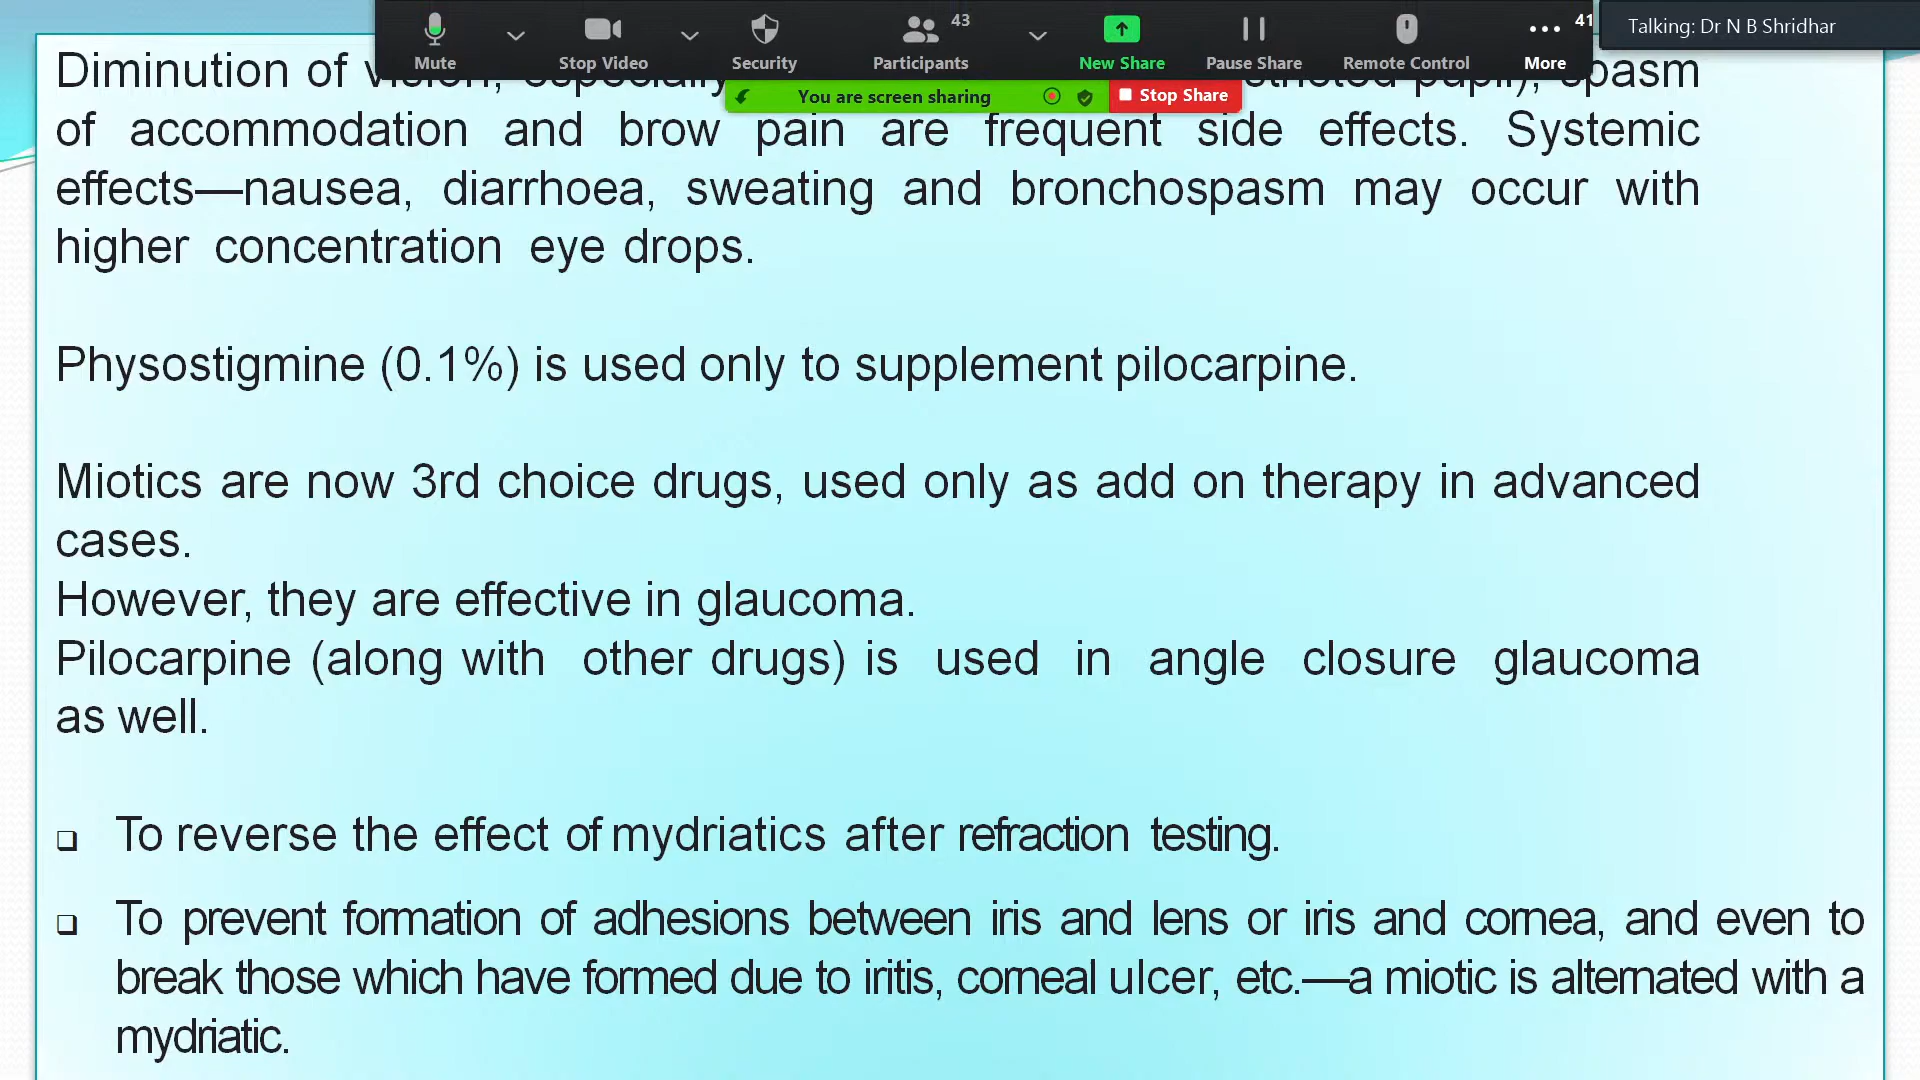 43
41
Talking: Dr N B Shridhar
Mute
Stop Video
Security
Participants
New Share
Pause Share
Remote Control
More
You are screen sharing
Stop Share
Diminution of vision, especially pupil), spasm
of accommodation and brow pain are frequent side effects. Systemic
effects—nausea, diarrhoea, sweating and bronchospasm may occur with
higher concentration eye drops.
Physostigmine (0.1%) is used only to supplement pilocarpine.
Miotics are now 3rd choice drugs, used only as add on therapy in advanced
cases.
However, they are effective in glaucoma.
Pilocarpine (along with other drugs) is used in angle closure glaucoma
as well.
❑ To reverse the effect of mydriatics after refraction testing.
❑ To prevent formation of adhesions between iris and lens or iris and cornea, and even to
break those which have formed due to iritis, corneal ulcer, etc.—a miotic is alternated with a
mydriatic.